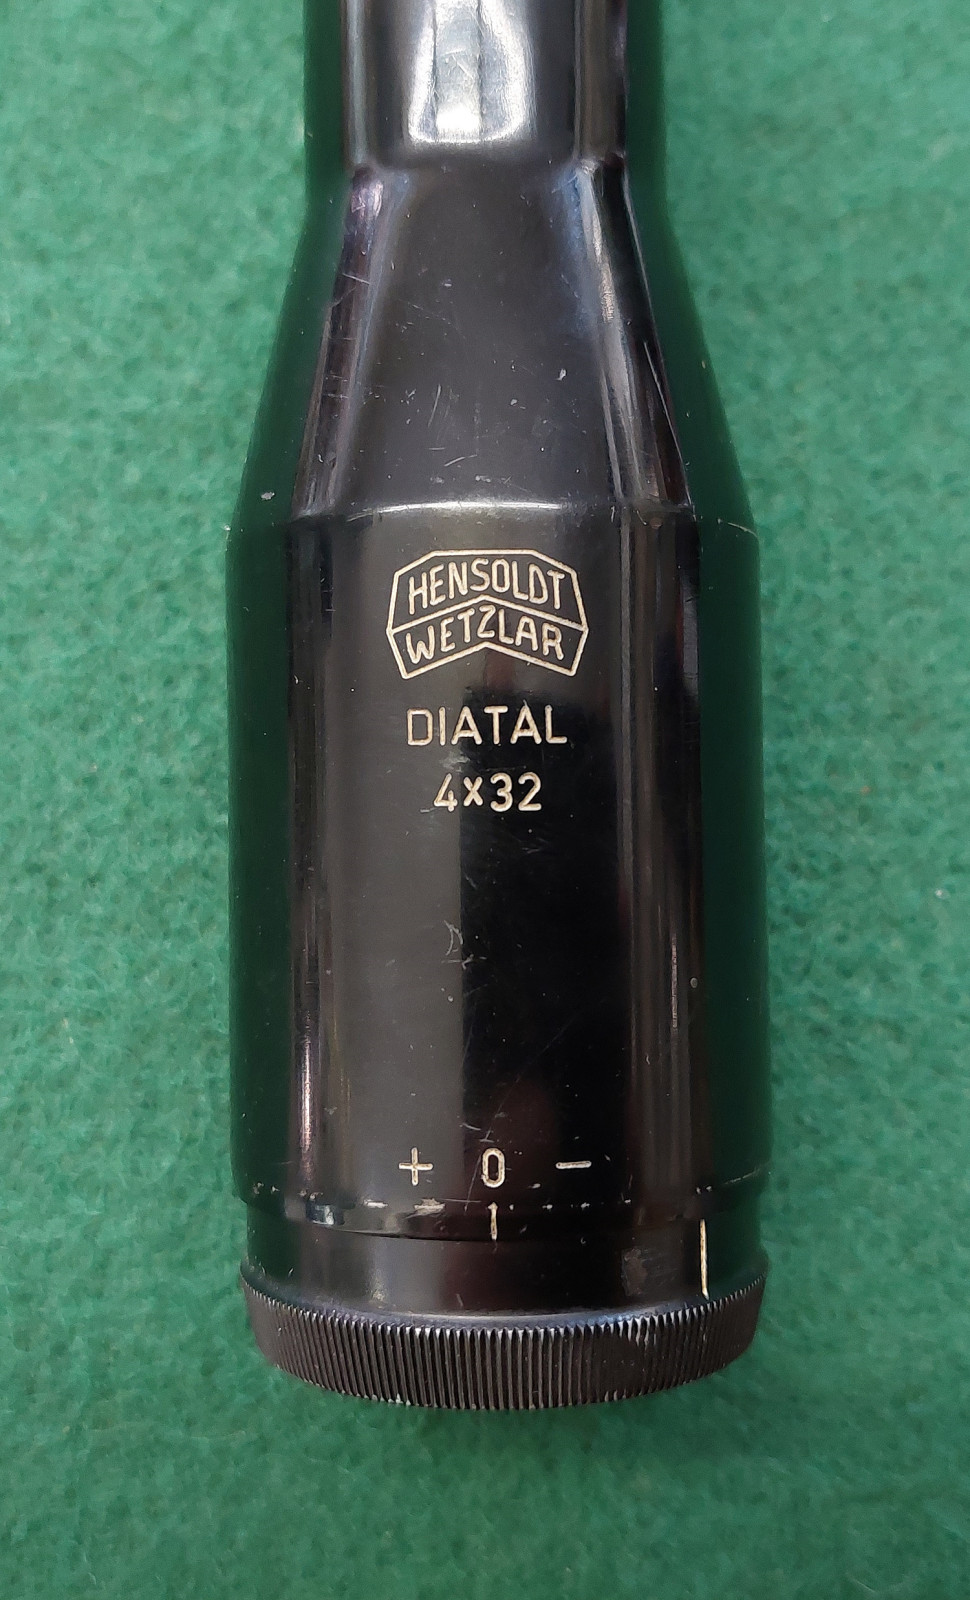 HENSOLDT
WETZLAR
DIATAL
4x32
+ 0 -